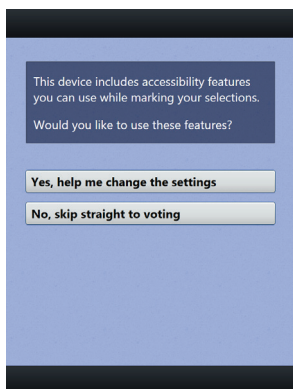 This device includes accessibility features
you can use while marking your selections.
Would you like to use these features?
Yes, help me change the settings
No, skip straight to voting